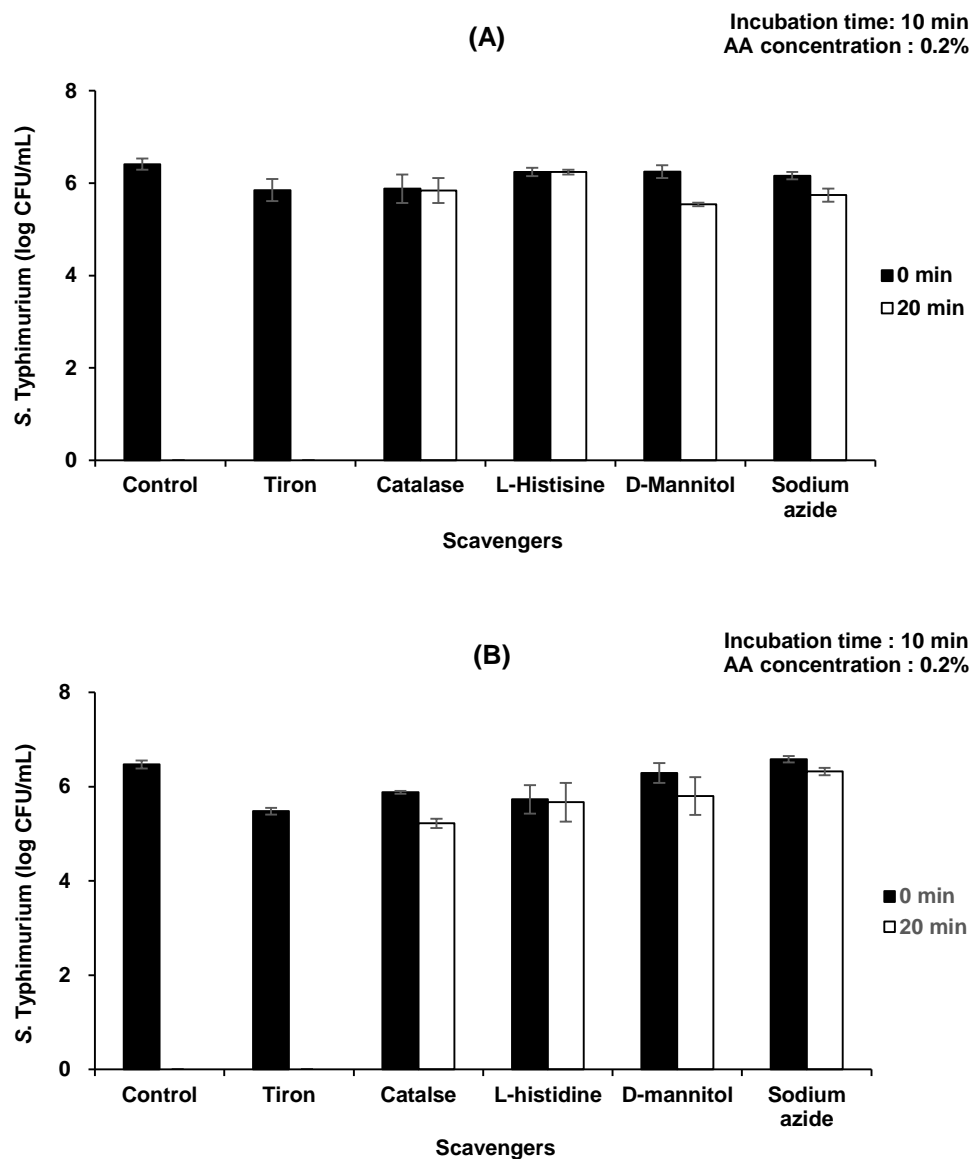 (A)
Incubation time: 10 min
AA concentration : 0.2%
S. Typhimurium (log CFU/mL)
8
6
4
2
0
0 min
20 min
Control
Tiron
Catalase
L-Histisine
D-Mannitol
Sodium
azide
Scavengers
(B)
Incubation time : 10 min
AA concentration : 0.2%
S. Typhimurium (log CFU/mL)
8
6
4
2
0
0 min
20 min
Control
Tiron
Catalse
L-histidine
D-mannitol
Sodium
azide
Scavengers